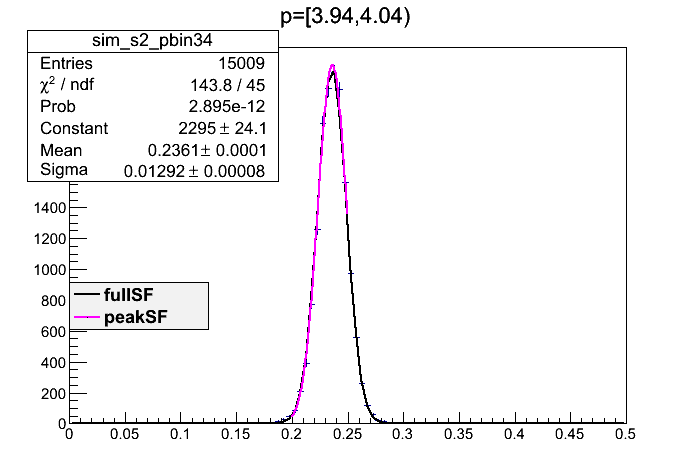 p=[3.94,4.04)
sim_s2_pbin34
Entries 15009
χ² / ndf 143.8 / 45
Prob 2.895e-12
Constant 2295 ± 24.1
Mean 0.2361 ± 0.0001
Sigma 0.01292 ± 0.00008
1400
1200
1000
800
fullSF
peakSF
600
400
200
0
0 0.05 0.1 0.15 0.2 0.25 0.3 0.35 0.4 0.45 0.5